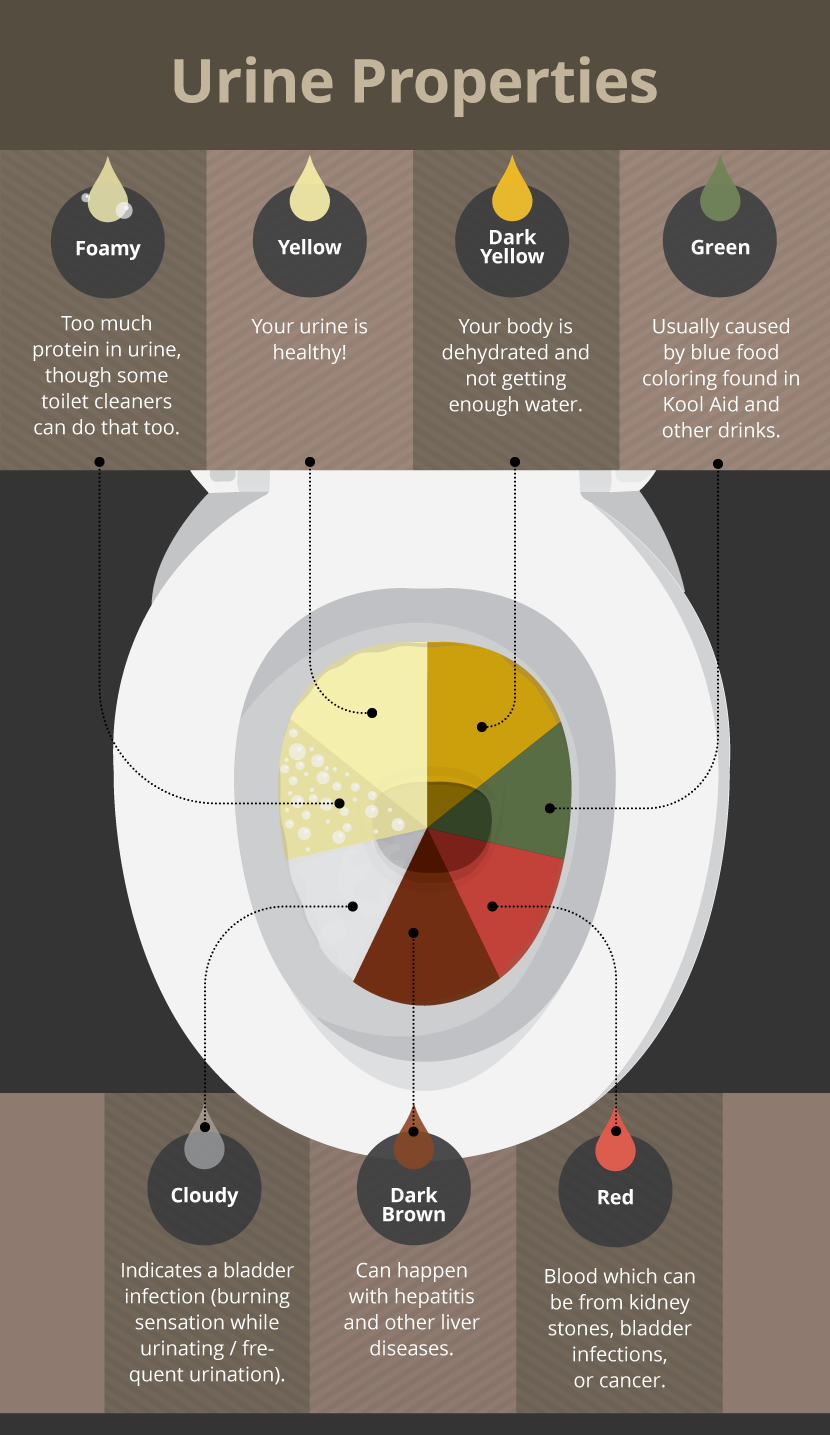 Urine Properties
Foamy
Too much
protein in urine,
though some
toilet cleaners
can do that too.
Yellow
Your urine is
healthy!
Dark
Yellow
Your body is
dehydrated and
not getting
enough water.
Green
Usually caused
by blue food
coloring found in
Kool Aid and
other drinks.
Cloudy
Indicates a bladder
infection (burning
sensation while
urinating / fre-
quent urination).
Dark
Brown
Can happen
with hepatitis
and other liver
diseases.
Red
Blood which can
be from kidney
stones, bladder
infections,
or cancer.